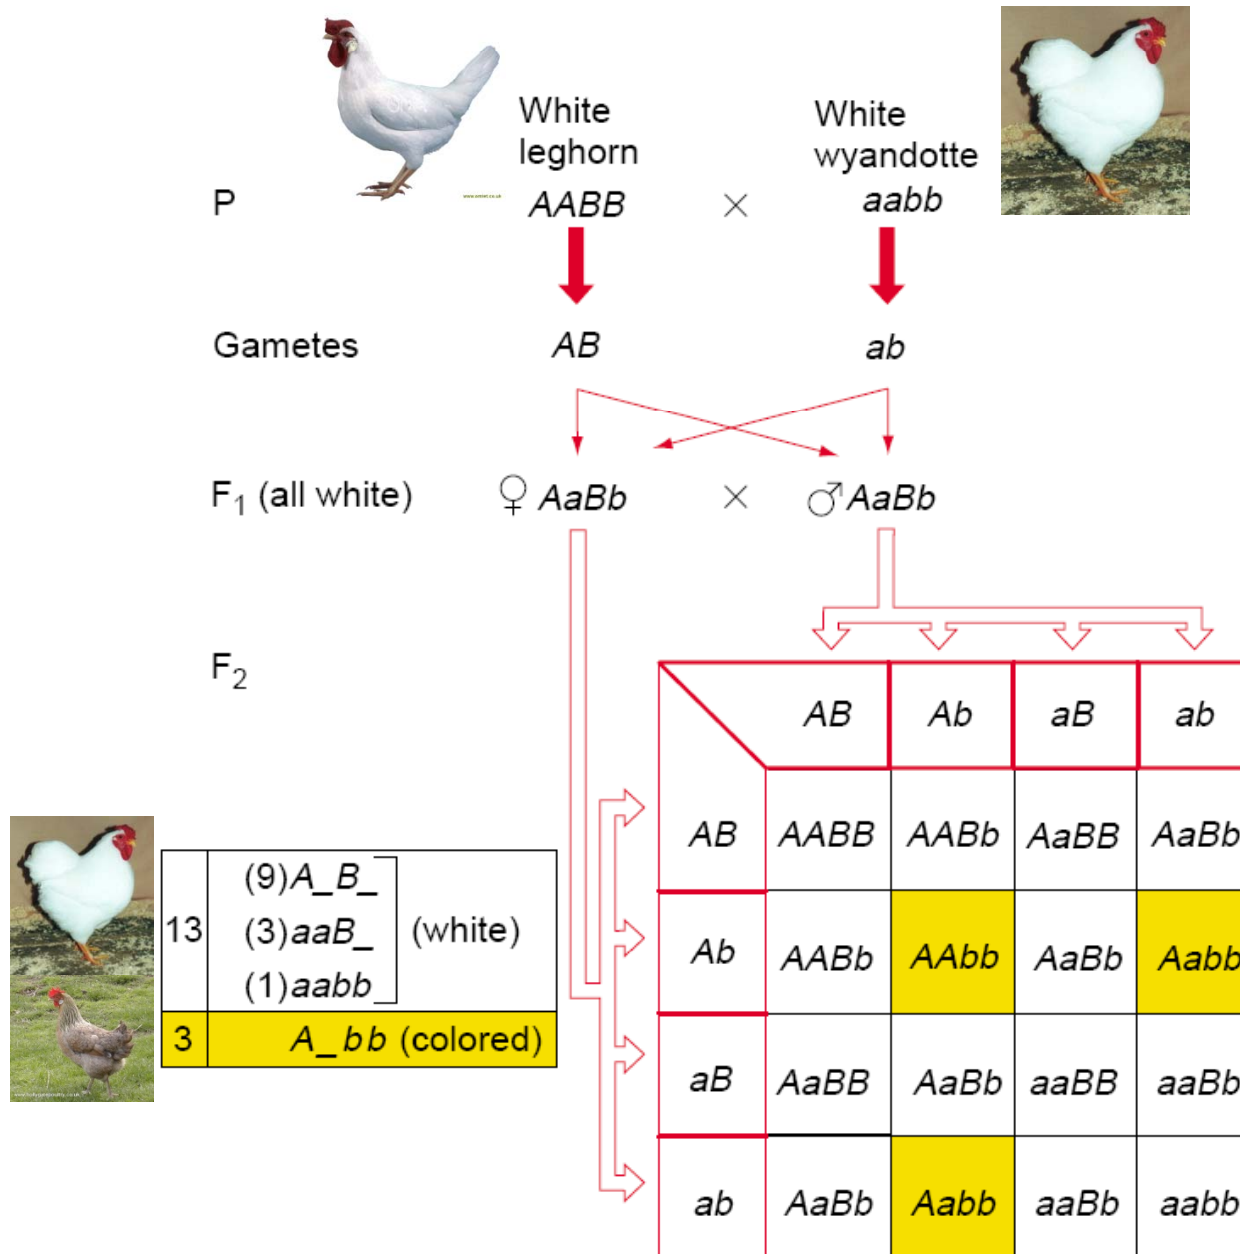 White
leghorn
White
wyandotte
P
AABB
×
aabb
Gametes
AB
ab
F1 (all white)
♀ AaBb
×
♂ AaBb
F2
AB Ab aB ab
AB AABB AABb AaBB AaBb
Ab AABb AAbb AaBb Aabb
aB AaBB AaBb aaBB aaBb
ab AaBb Aabb aaBb aabb
13
(9)A_B_
(3)aaB_ (white)
(1)aabb
3 A_bb (colored)